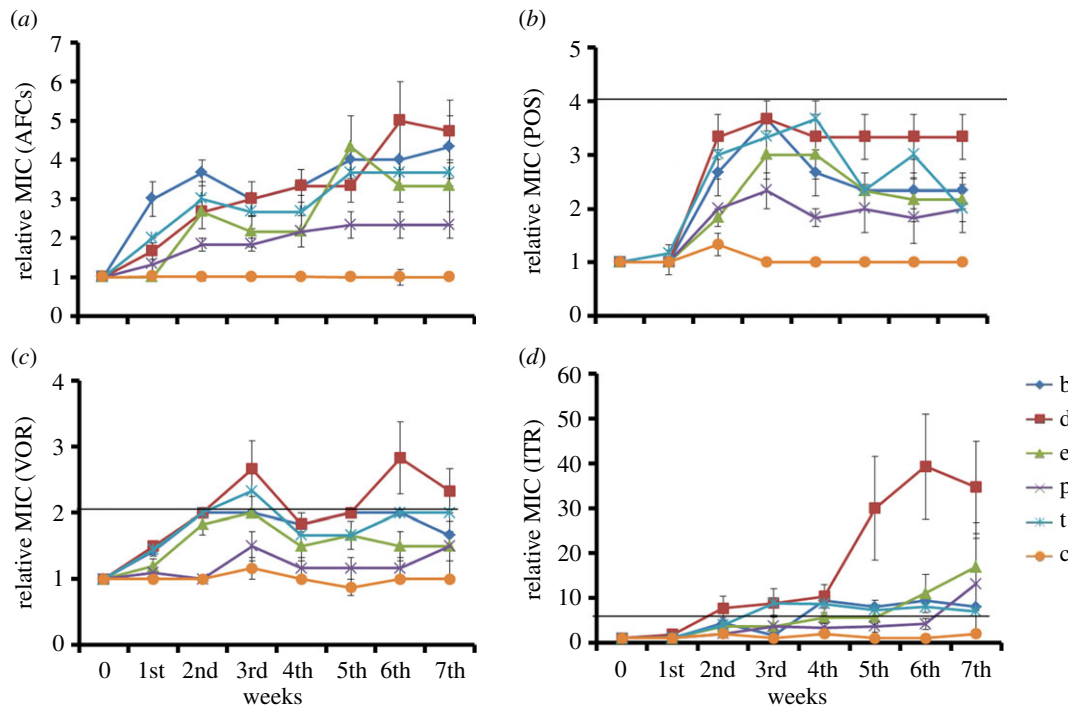 (a)
7
6
5
4
3
2
1
0
relative MIC (AFCs)
(b)
5
4
3
2
1
0
relative MIC (POS)
(c)
4
3
2
1
0
relative MIC (VOR)
0 1st 2nd 3rd 4th 5th 6th 7th
weeks
(d)
60
50
40
30
20
10
0
relative MIC (ITR)
0 1st 2nd 3rd 4th 5th 6th 7th
weeks
b
d
e
p
t
c